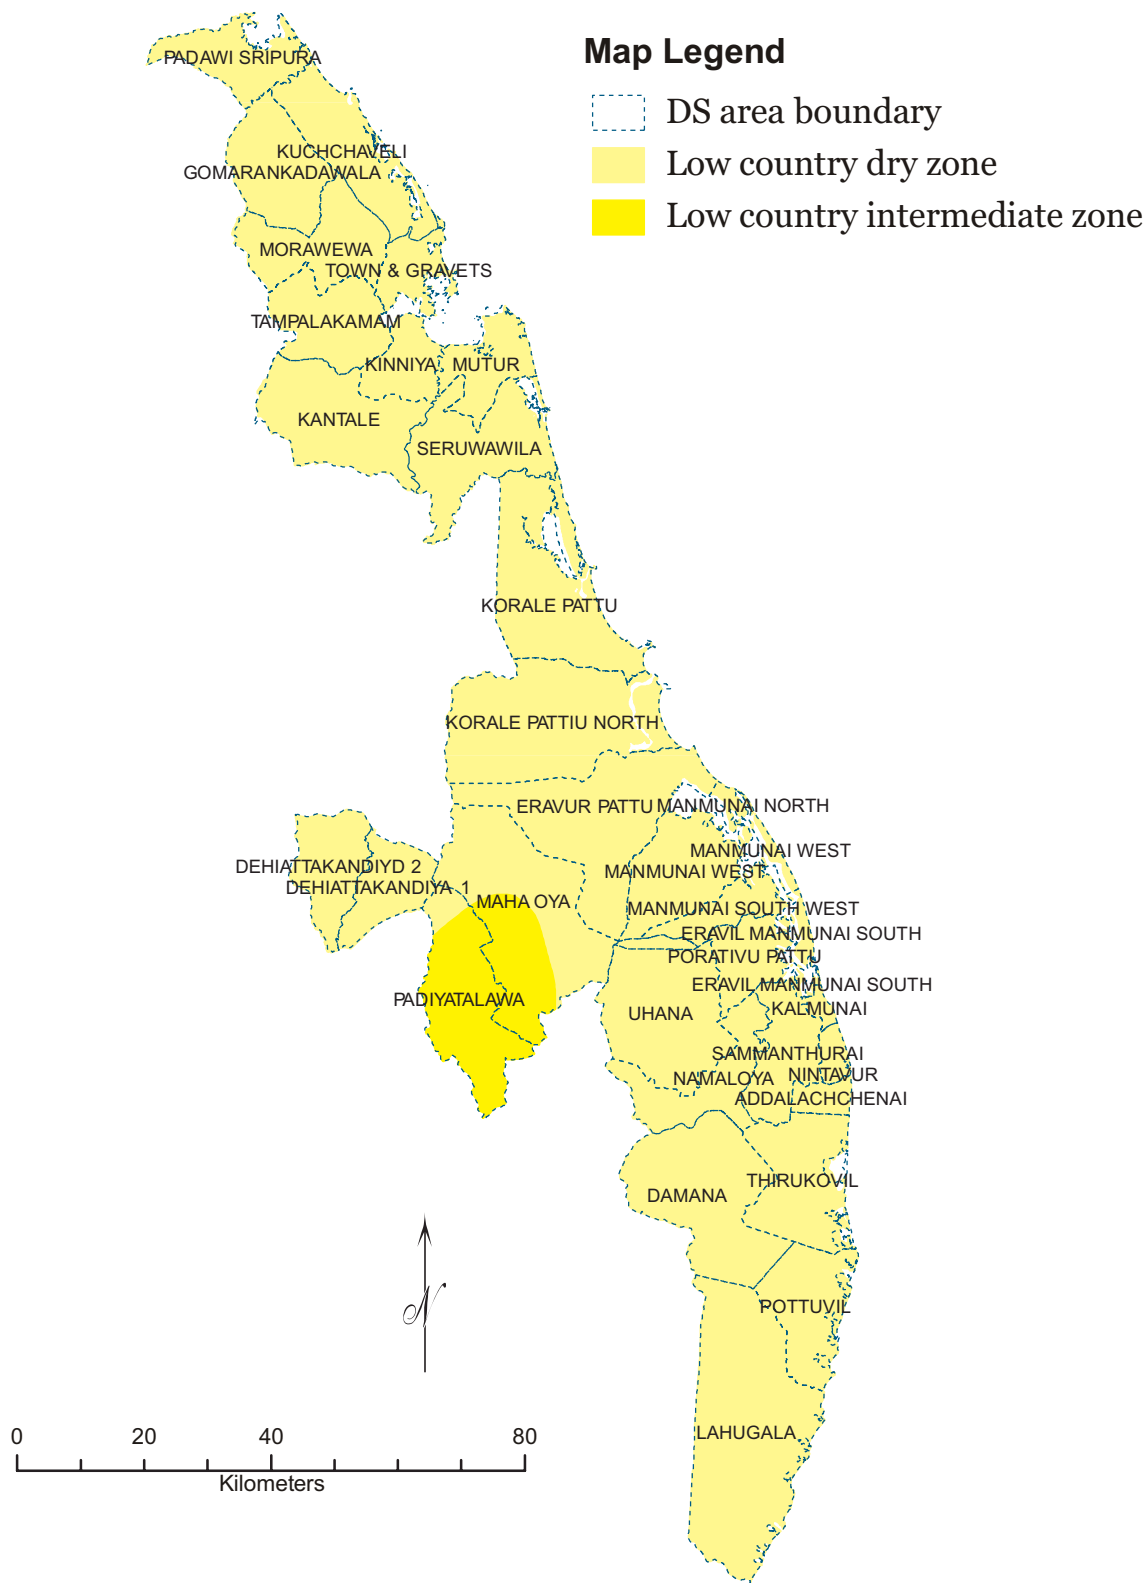 Map Legend
DS area boundary
Low country dry zone
Low country intermediate zone
PADAWI SRIPURA
KUCHCHAVELI
GOMARANKADAWALA
MORAWEWA
TOWN & GRAVETS
TAMPALAKAMAM
KINNIYA
MUTUR
KANTALE
SERUWAWILA
KORALE PATTU
KORALE PATTIU NORTH
ERAVUR PATTU
MANMUNAI NORTH
MANMUNAI WEST
DEHIATTAKANDIYD 2
MANMUNAI WEST
DEHIATTAKANDIYA 1
MAHA OYA
MANMUNAI SOUTH WEST
ERAVIL MANMUNAI SOUTH
PORATIVU PATTU
ERAVIL MANMUNAI SOUTH
PADIYATALAWA
KALMUNAI
UHANA
SAMMANTHURAI
NAMALOYA
NINTAVUR
ADDALACHCHENAI
THIRUKOVIL
DAMANA
N
POTTUVIL
LAHUGALA
0 20 40 80
Kilometers